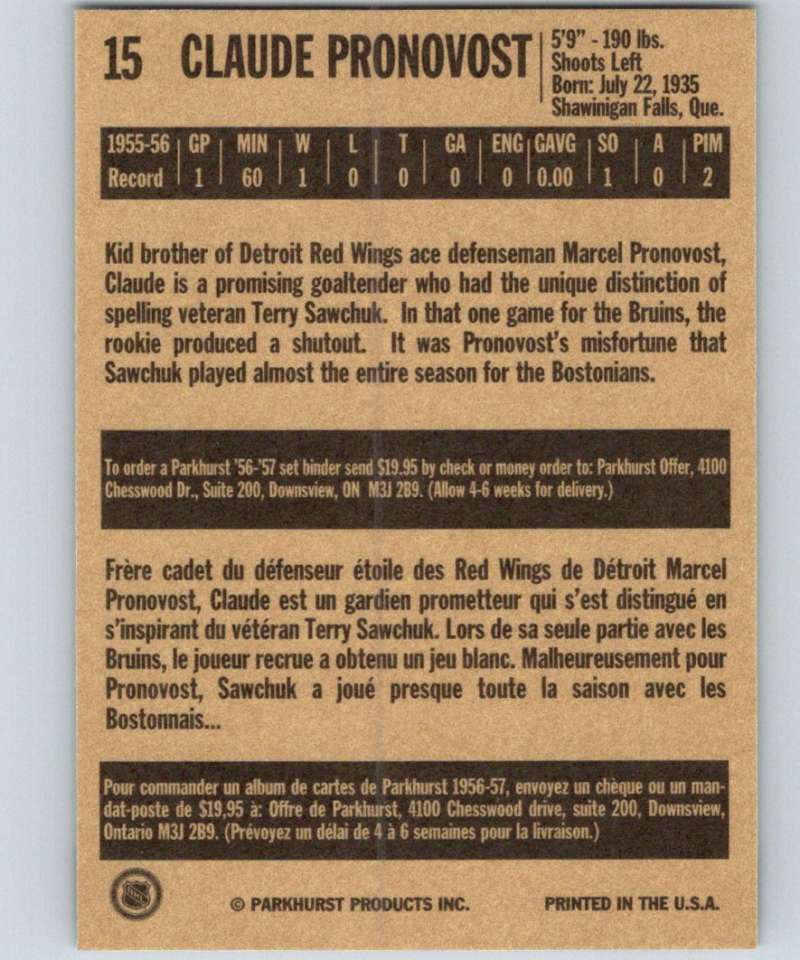 15 CLAUDE PRONOVOST
5'9" - 190 lbs.
Shoots Left
Born: July 22, 1935
Shawinigan Falls, Que.
1955-56 GP MIN W L T GA ENG GAVG SO A PIM
Record 1 60 1 0 0 0 0 0.00 1 0 2
Kid brother of Detroit Red Wings ace defenseman Marcel Pronovost,
Claude is a promising goaltender who had the unique distinction of
spelling veteran Terry Sawchuk. In that one game for the Bruins, the
rookie produced a shutout. It was Pronovost's misfortune that
Sawchuk played almost the entire season for the Bostonians.
To order a Parkhurst '56-'57 set binder send $19.95 by check or money order to: Parkhurst Offer, 4100
Chesswood Dr., Suite 200, Downsview, ON M3J 2B9. (Allow 4-6 weeks for delivery.)
Frère cadet du défenseur étoile des Red Wings de Détroit Marcel
Pronovost, Claude est un gardien prometteur qui s'est distingué en
s'inspirant du vétéran Terry Sawchuk. Lors de sa seule partie avec les
Bruins, le joueur recrue a obtenu un jeu blanc. Malheureusement pour
Pronovost, Sawchuk a joué presque toute la saison avec les
Bostonnais...
Pour commander un album de cartes de Parkhurst 1956-57, envoyez un chèque ou un man-
dat-poste de $19,95 à: Offre de Parkhurst, 4100 Chesswood drive, suite 200, Downsview,
Ontario M3J 2B9. (Prévoyez un délai de 4 à 6 semaines pour la livraison.)
© PARKHURST PRODUCTS INC. PRINTED IN THE U.S.A.